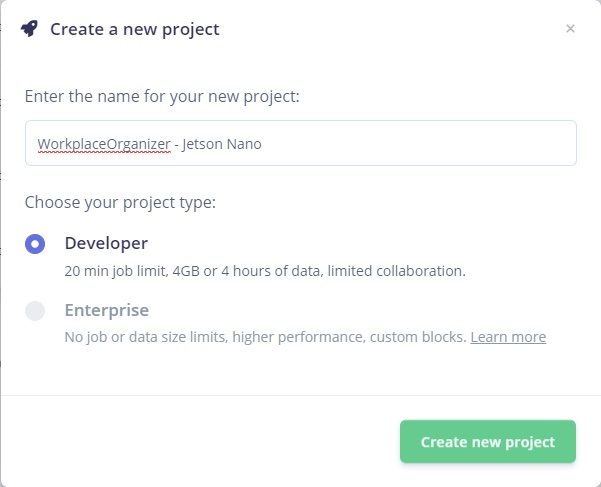 Create a new project
×
Enter the name for your new project:
WorkplaceOrganizer - Jetson Nano
Choose your project type:
Developer
20 min job limit, 4GB or 4 hours of data, limited collaboration.
Enterprise
No job or data size limits, higher performance, custom blocks. Learn more
Create new project